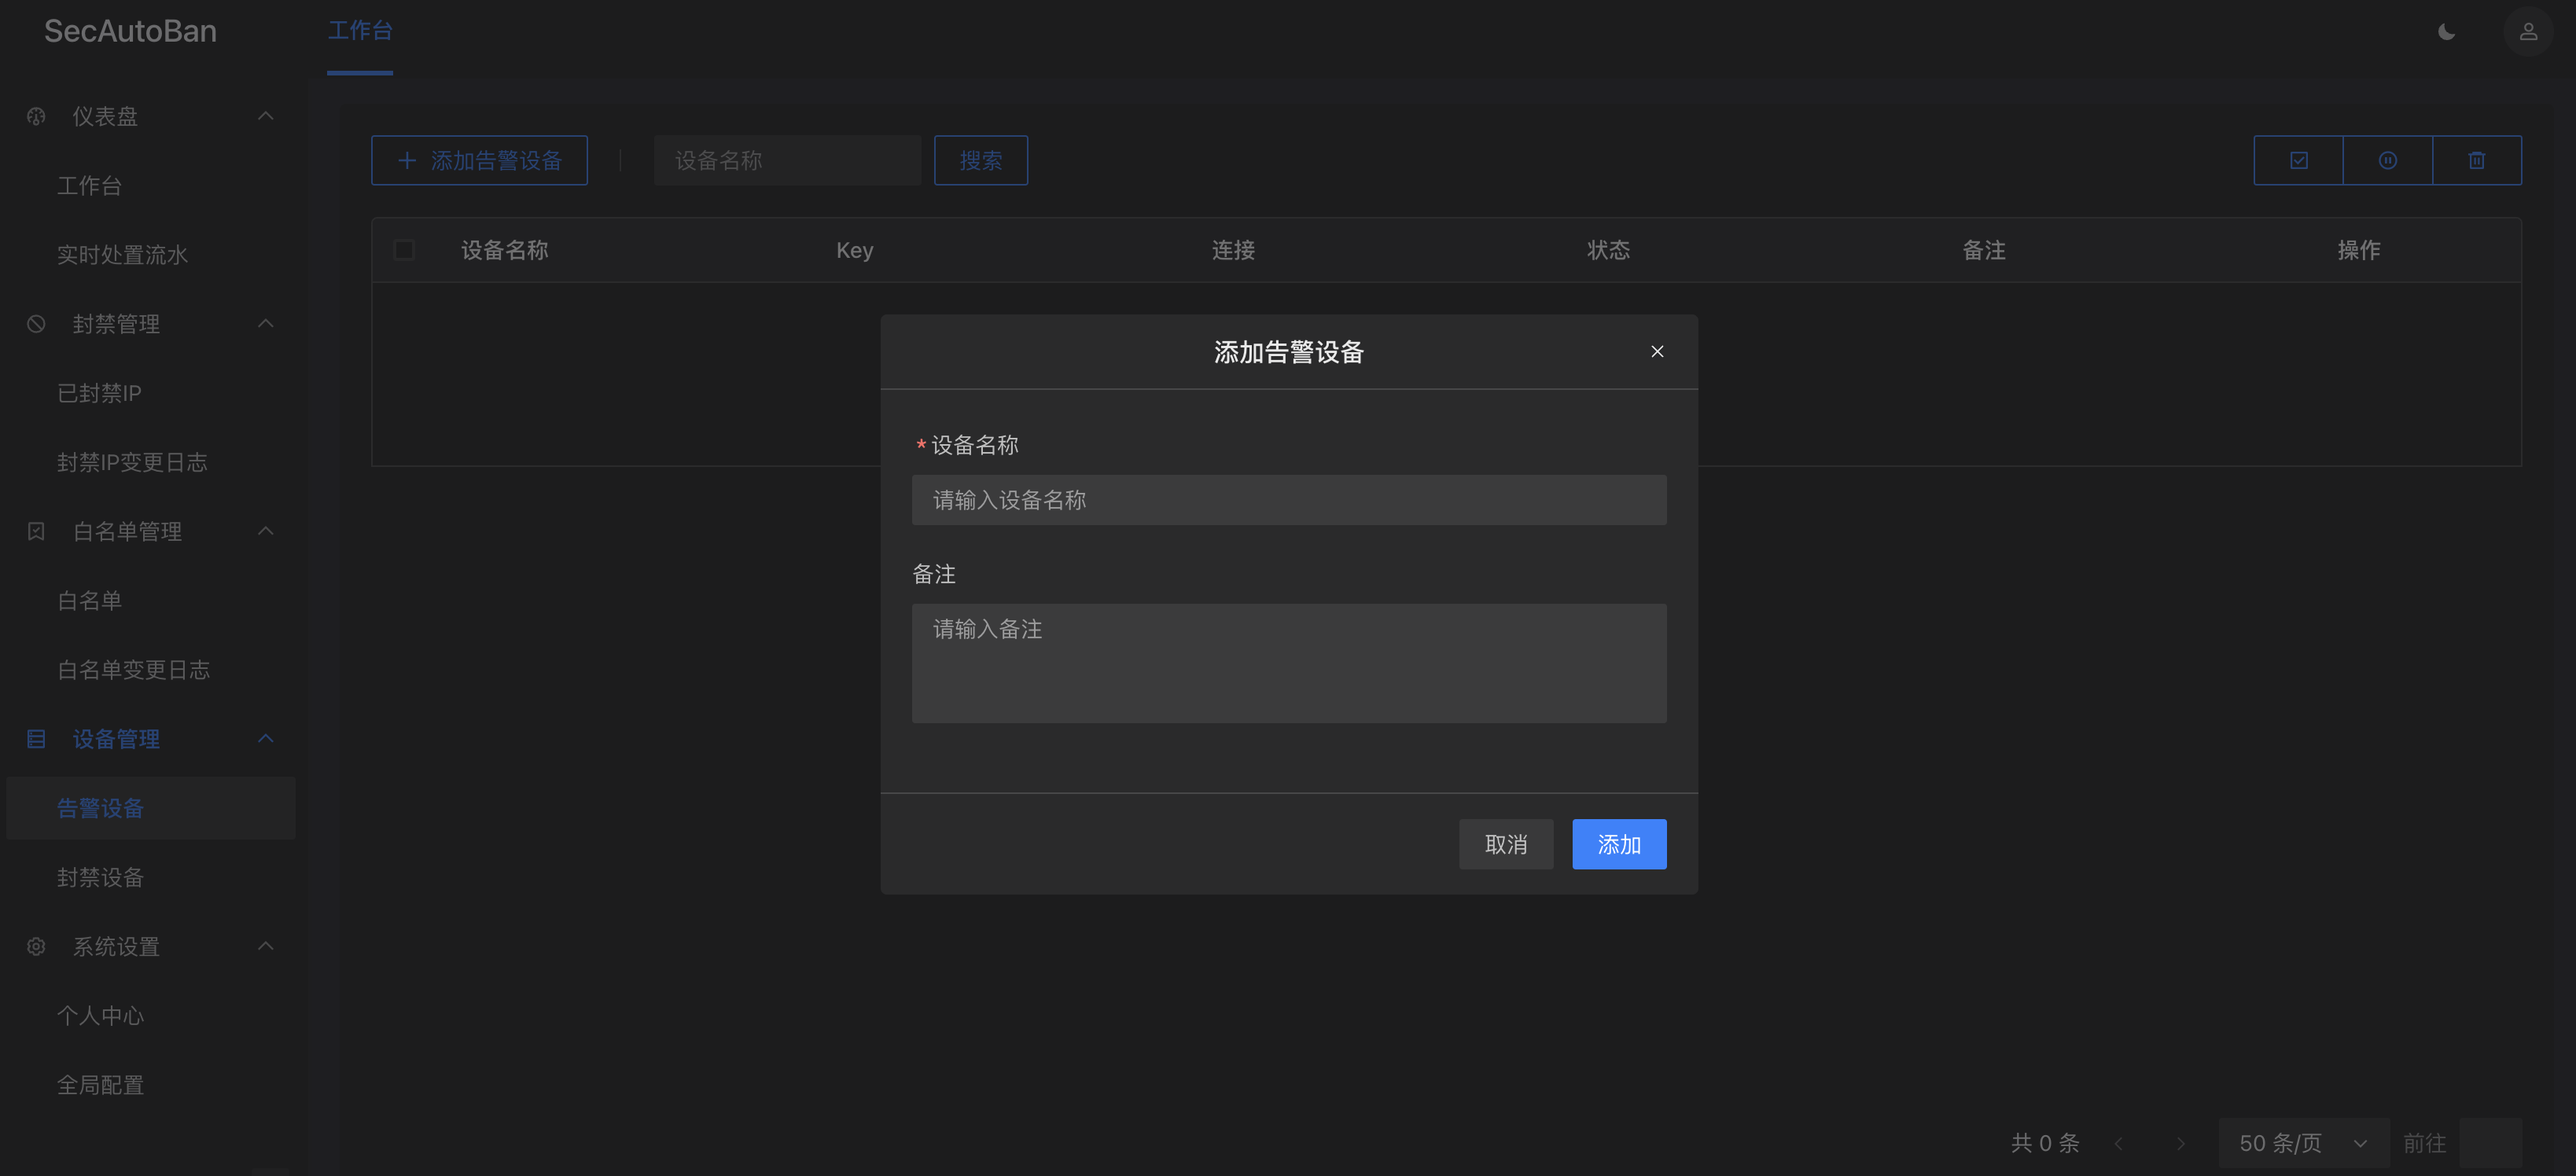 SecAutoBan
工作台
仪表盘
工作台
实时处置流水
封禁管理
已封禁IP
封禁IP变更日志
白名单管理
白名单
白名单变更日志
设备管理
告警设备
封禁设备
系统设置
个人中心
全局配置
添加告警设备
设备名称
搜索
设备名称 Key 连接 状态 备注 操作
添加告警设备
* 设备名称
请输入设备名称
备注
请输入备注
取消 添加
共 0 条 50 条/页 前往